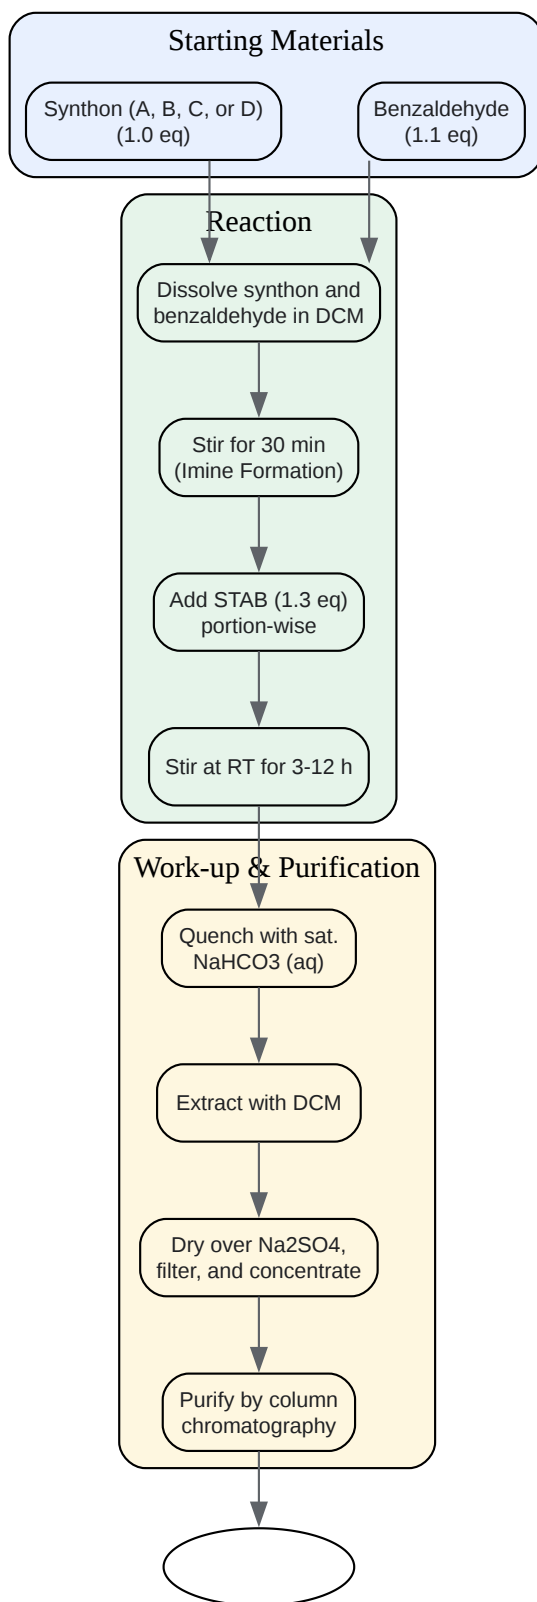 Starting Materials
Synthon (A, B, C, or D)
(1.0 eq)
Benzaldehyde
(1.1 eq)
Reaction
Dissolve synthon and
benzaldehyde in DCM
Stir for 30 min
(Imine Formation)
Add STAB (1.3 eq)
portion-wise
Stir at RT for 3-12 h
Work-up & Purification
Quench with sat.
NaHCO3 (aq)
Extract with DCM
Dry over Na2SO4,
filter, and concentrate
Purify by column
chromatography